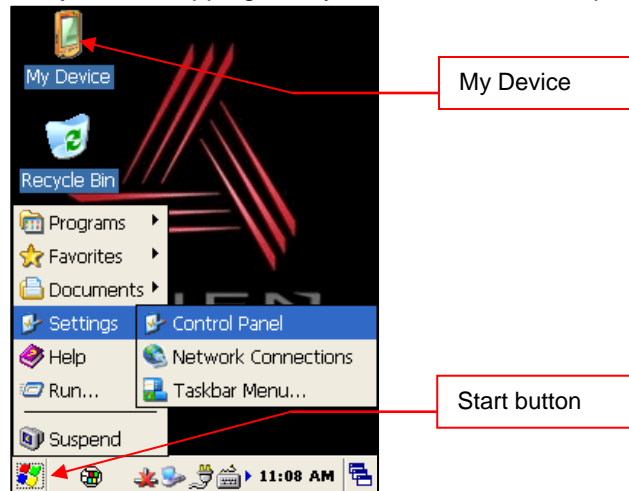 My Device
My Device
Recycle Bin
Programs
Favorites
Documents
Settings
Control Panel
Help
Network Connections
Run...
Taskbar Menu...
Start button
Suspend
11:08 AM